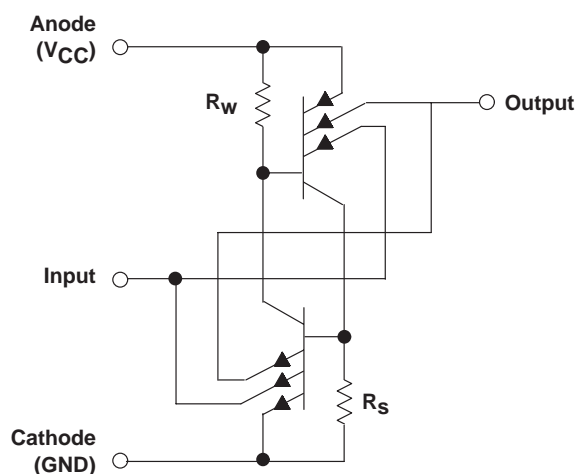 Anode
(VCC)
RW
Output
Input
RS
Cathode
(GND)